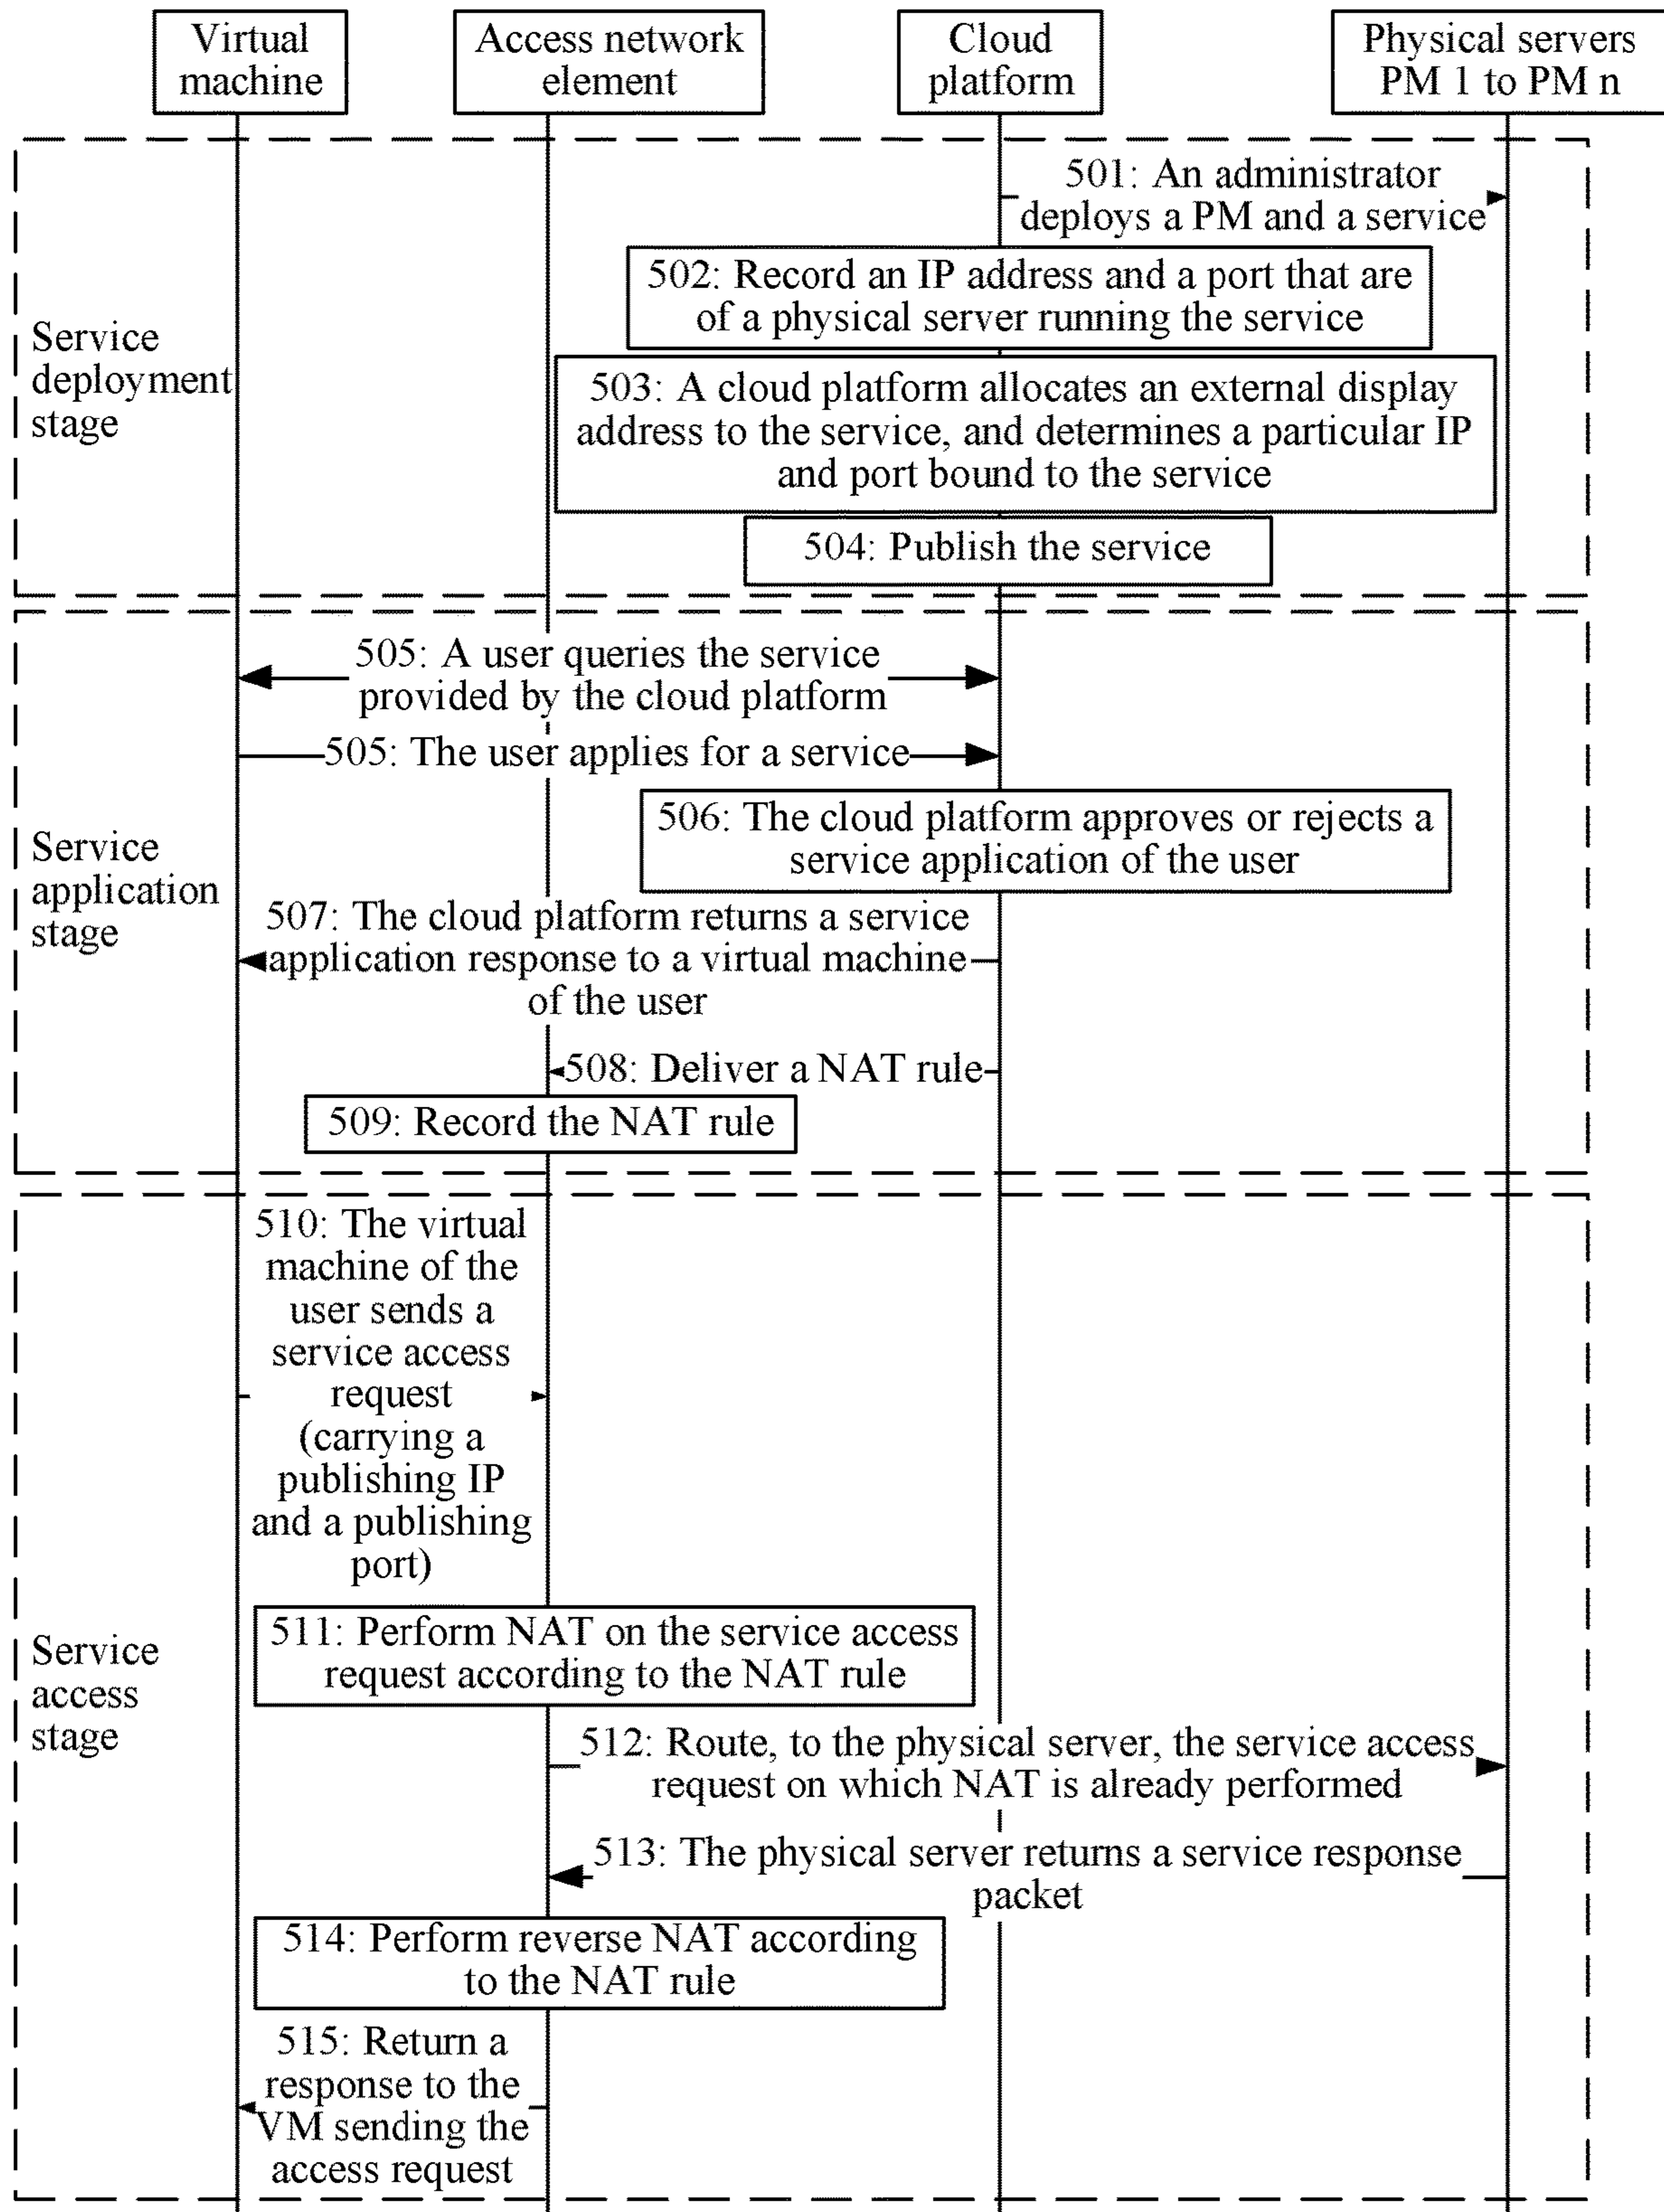 Virtual
machine
Access network
element
Cloud
platform
Physical servers
PM 1 to PM n
Service
deployment
stage
501: An administrator
deploys a PM and a service
502: Record an IP address and a port that are
of a physical server running the service
503: A cloud platform allocates an external display
address to the service, and determines a particular IP
and port bound to the service
504: Publish the service
Service
application
stage
505: A user queries the service
provided by the cloud platform
505: The user applies for a service
506: The cloud platform approves or rejects a
service application of the user
507: The cloud platform returns a service
application response to a virtual machine
of the user
508: Deliver a NAT rule
509: Record the NAT rule
Service
access
stage
510: The virtual
machine of the
user sends a
service access
request
(carrying a
publishing IP
and a publishing
port)
511: Perform NAT on the service access
request according to the NAT rule
512: Route, to the physical server, the service access
request on which NAT is already performed
513: The physical server returns a service response
packet
514: Perform reverse NAT according
to the NAT rule
515: Return a
response to the
VM sending the
access request